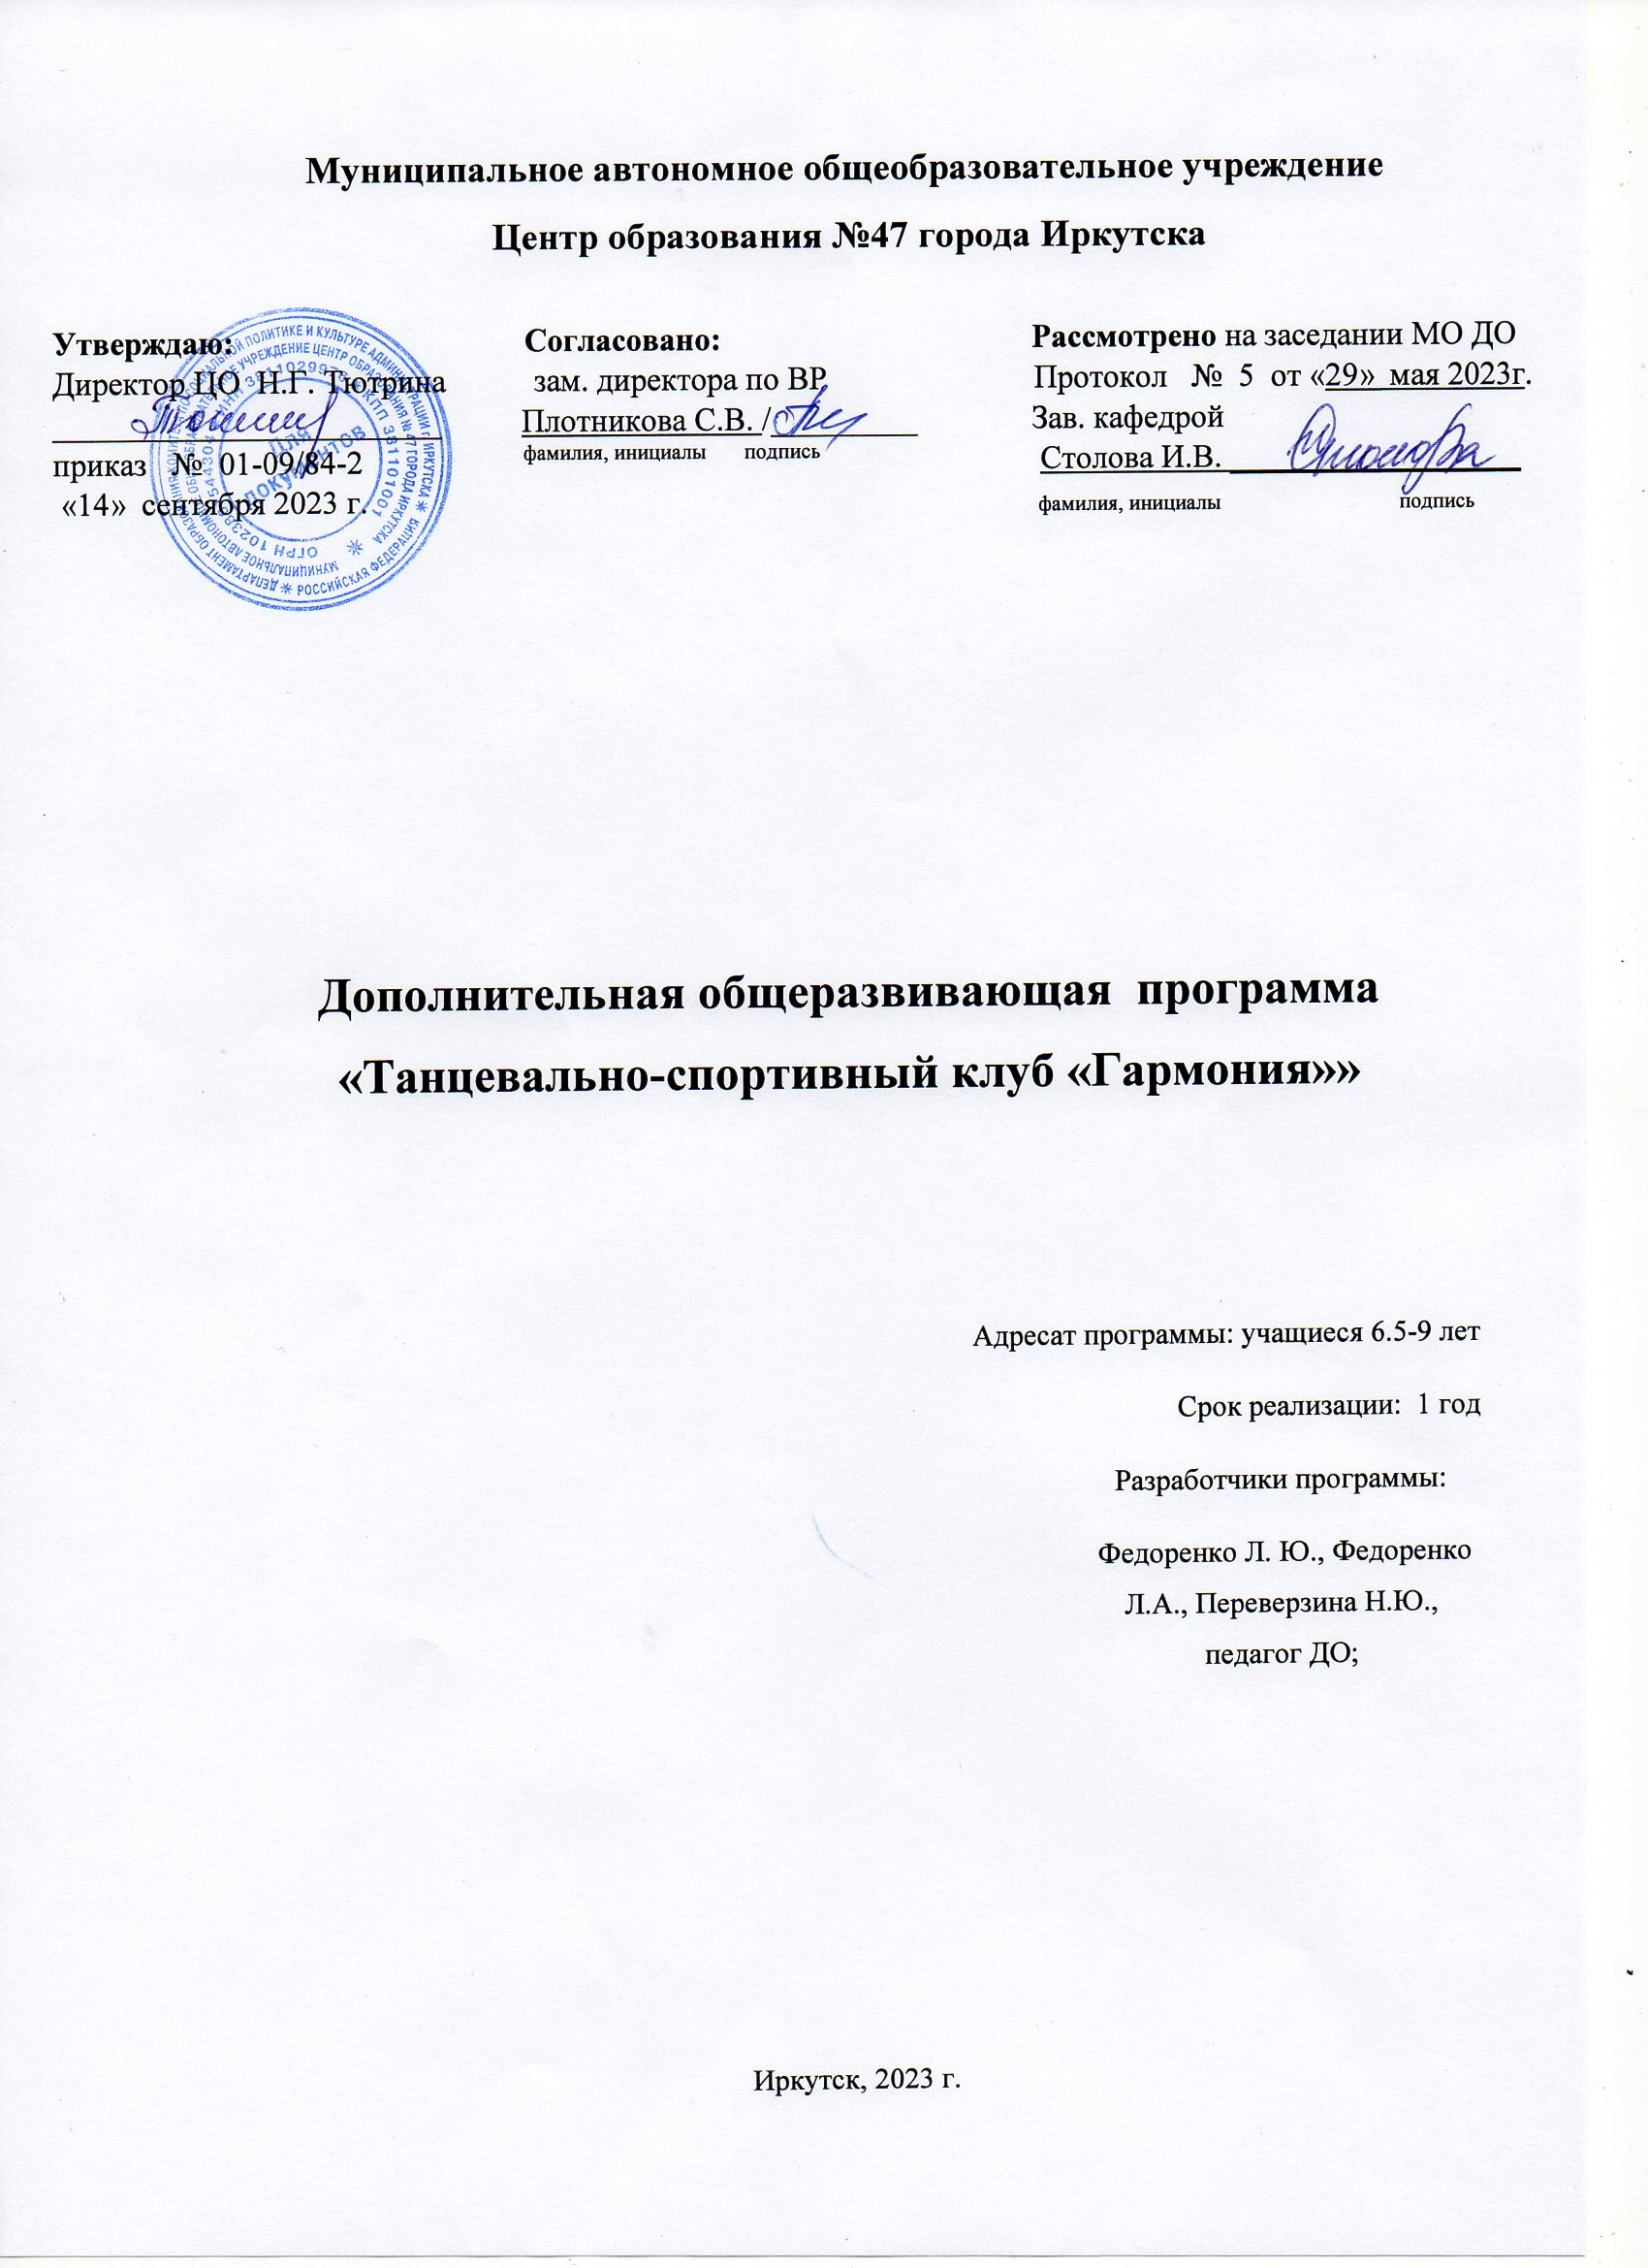 Муниципальное автономное общеобразовательное учреждение
Центр образования №47 города Иркутска
Утверждаю:
Директор ЦО Н.Г. Тютрина
приказ № 01-09/84-2
«14» сентября 2023 г.
Согласовано:
зам. директора по ВР
Плотникова С.В. /
фамилия, инициалы подпись
Рассмотрено на заседании МО ДО
Протокол № 5 от «29» мая 2023г.
Зав. кафедрой
Столова И.В.
фамилия, инициалы подпись
Для
документов
Дополнительная общеразвивающая программа
«Танцевально-спортивный клуб «Гармония»»
Адресат программы: учащиеся 6.5-9 лет
Срок реализации: 1 год
Разработчики программы:
Федоренко Л. Ю., Федоренко
Л.А., Переверзина Н.Ю.,
педагог ДО;
Иркутск, 2023 г.